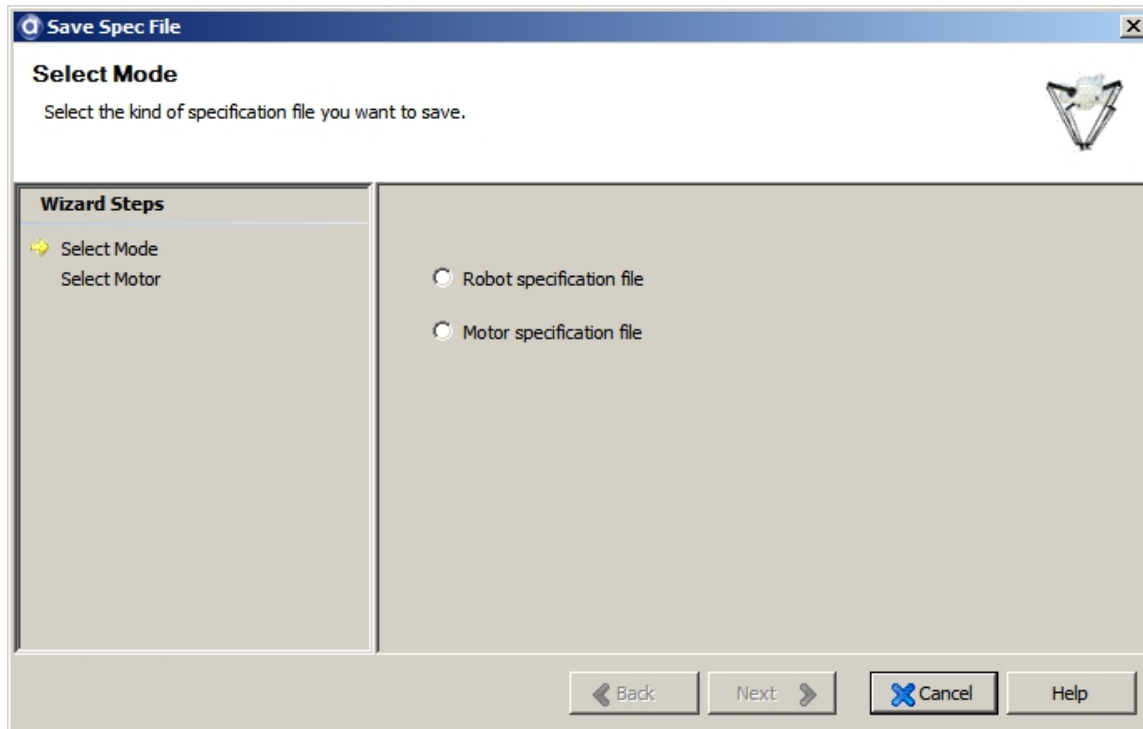 Save Spec File
Select Mode
Select the kind of specification file you want to save.
Wizard Steps
Select Mode
Select Motor
Robot specification file
Motor specification file
Back
Next
Cancel
Help